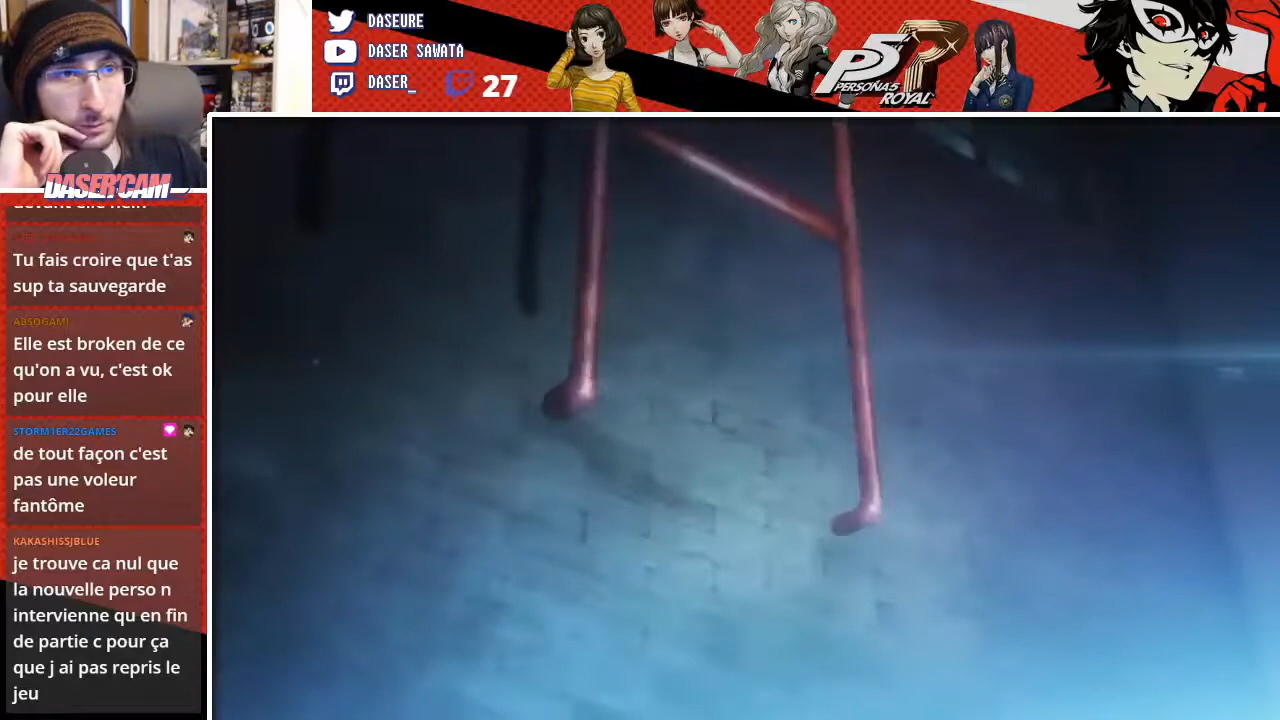 DASEURE
DASER SAWATA
DASER_
27
P5R
PERSONA5
ROYAL
DASER'CAM
Tu fais croire que t'as
sup ta sauvegarde
ABSOGAMI
Elle est broken de ce
qu'on a vu, c'est ok
pour elle
STORM1ER22GAMES
de tout façon c'est
pas une voleur
fantôme
KAKASHISSJBLUE
je trouve ca nul que
la nouvelle perso n
intervienne qu en fin
de partie c pour ça
que j ai pas repris le
jeu